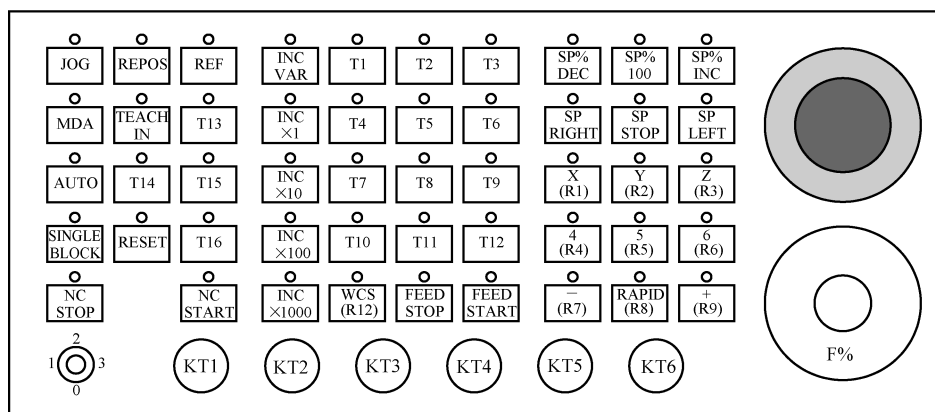 JOG REPOS REF INC VAR T1 T2 T3 SP% DEC SP% 100 SP% INC
MDA TEACH IN T13 INC ×1 T4 T5 T6 SP RIGHT SP STOP SP LEFT
AUTO T14 T15 INC ×10 T7 T8 T9 X (R1) Y (R2) Z (R3)
SINGLE BLOCK RESET T16 INC ×100 T10 T11 T12 4 (R4) 5 (R5) 6 (R6)
NC STOP NC START INC ×1000 WCS (R12) FEED STOP FEED START − (R7) RAPID (R8) + (R9)
2
1 3
0
KT1 KT2 KT3 KT4 KT5 KT6
F%